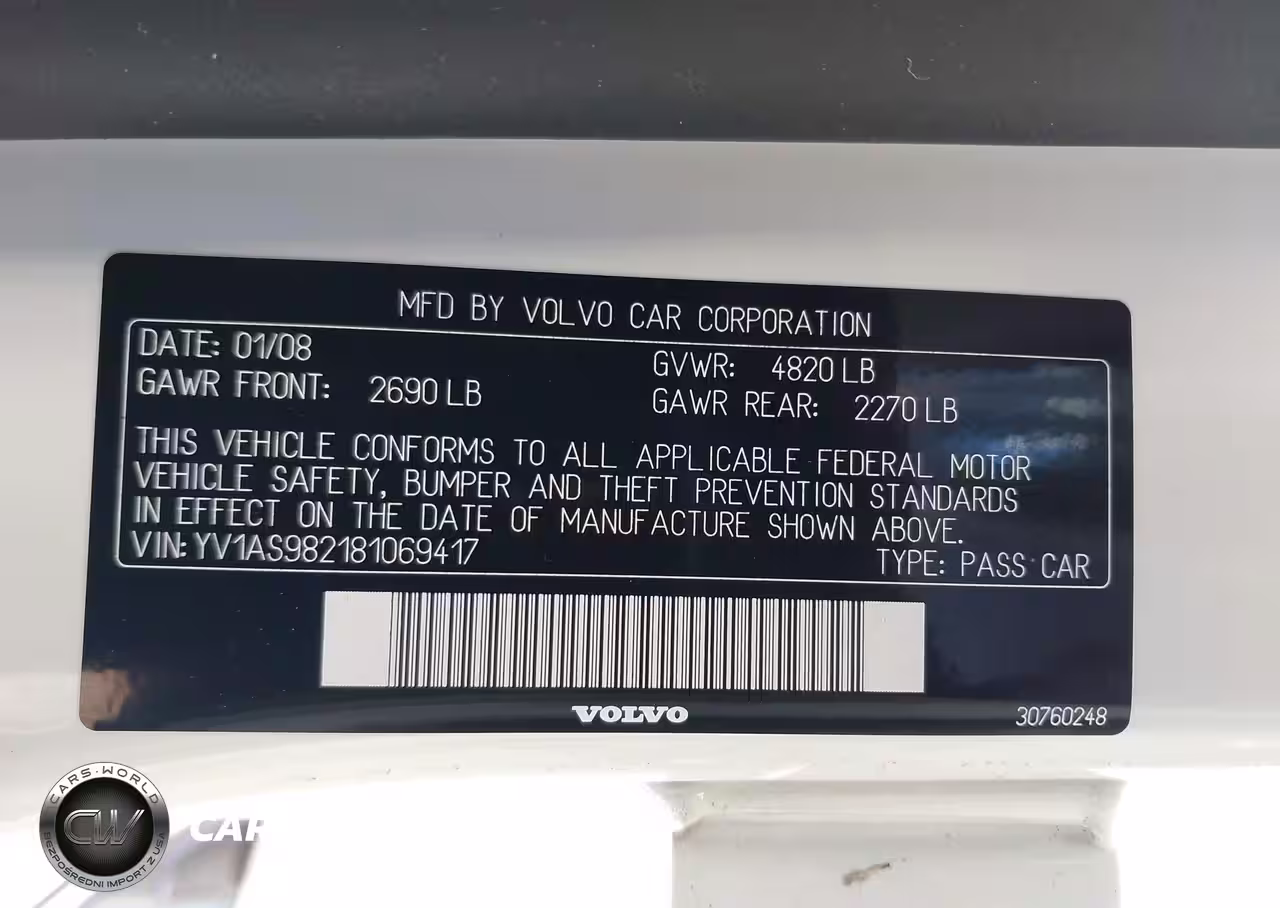 MFD BY VOLVO CAR CORPORATION
DATE: 01/08 GVWR: 4820 LB
GAWR FRONT: 2690 LB GAWR REAR: 2270 LB
THIS VEHICLE CONFORMS TO ALL APPLICABLE FEDERAL MOTOR
VEHICLE SAFETY, BUMPER AND THEFT PREVENTION STANDARDS
IN EFFECT ON THE DATE OF MANUFACTURE SHOWN ABOVE.
VIN: YV1AS982181069417 TYPE: PASS CAR
VOLVO
30760248
CARS·WORLD
CW
BEZPOŚREDNI IMPORT Z USA